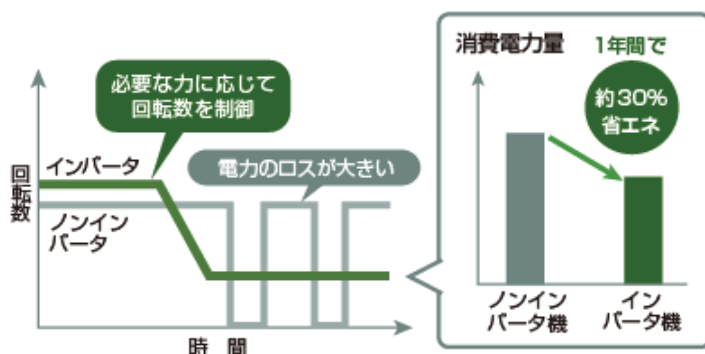 必要な力に応じて
回転数を制御
インバータ
電力のロスが大きい
回転数
ノンイン
バータ
時 間
消費電力量
1年間で
約30%
省エネ
ノンイン
バータ機
イン
バータ機